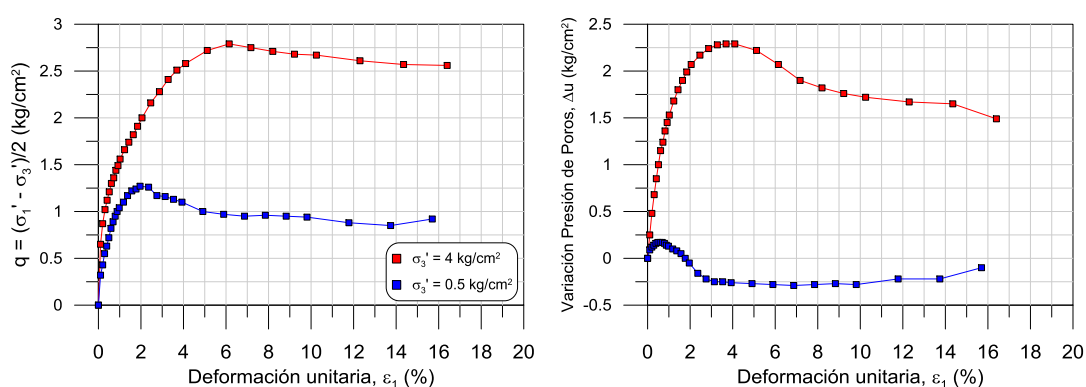 3
2.5
2
1.5
1
0.5
0
q = (σ₁' - σ₃')/2 (kg/cm²)
0 2 4 6 8 10 12 14 16 18 20
Deformación unitaria, ε₁ (%)
σ₃' = 4 kg/cm²
σ₃' = 0.5 kg/cm²
2.5
2
1.5
1
0.5
0
-0.5
Variación Presión de Poros, Δu (kg/cm²)
0 2 4 6 8 10 12 14 16 18 20
Deformación unitaria, ε₁ (%)